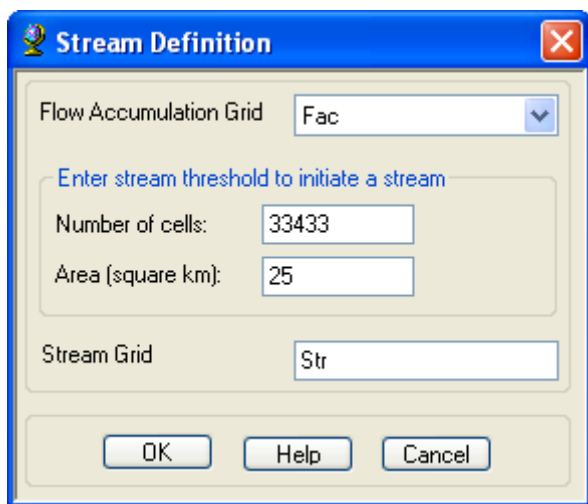 Stream Definition
Flow Accumulation Grid Fac
Enter stream threshold to initiate a stream
Number of cells: 33433
Area (square km): 25
Stream Grid Str
OK Help Cancel